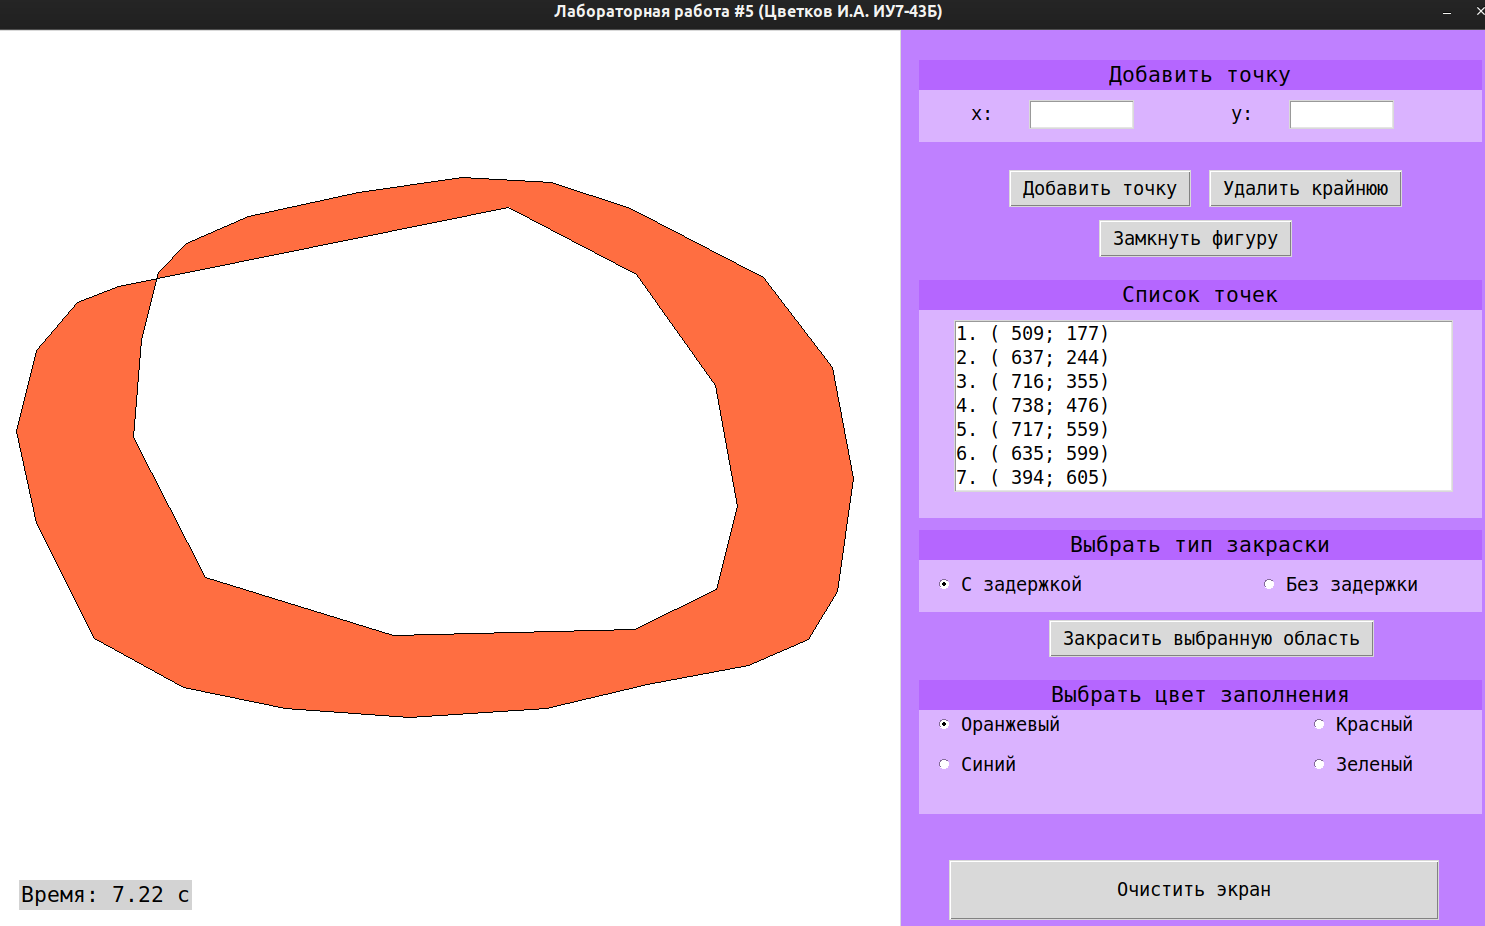 Лабораторная работа #5 (Цветков И.А. ИУ7-43Б)
Добавить точку
x: y:
Добавить точку Удалить крайнюю
Замкнуть фигуру
Список точек
1. ( 509; 177)
2. ( 637; 244)
3. ( 716; 355)
4. ( 738; 476)
5. ( 717; 559)
6. ( 635; 599)
7. ( 394; 605)
Выбрать тип закраски
С задержкой Без задержки
Закрасить выбранную область
Выбрать цвет заполнения
Оранжевый Красный
Синий Зеленый
Очистить экран
Время: 7.22 с